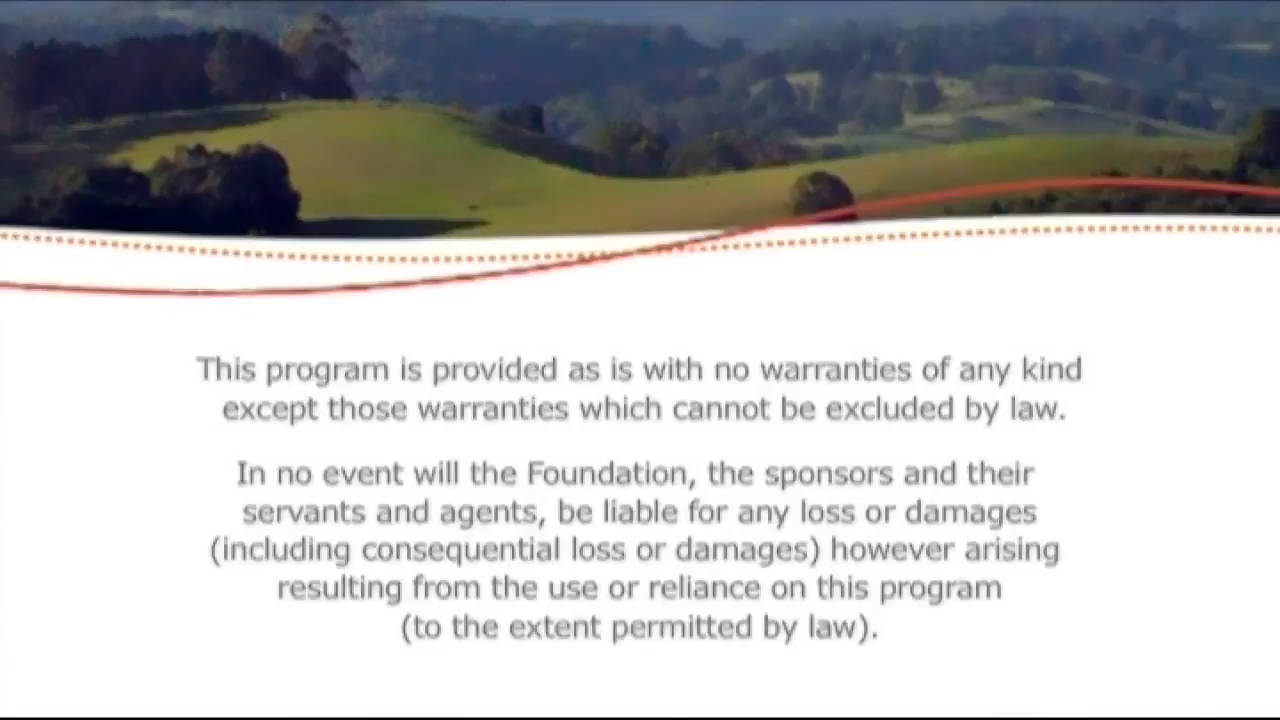 This program is provided as is with no warranties of any kind
except those warranties which cannot be excluded by law.
In no event will the Foundation, the sponsors and their
servants and agents, be liable for any loss or damages
(including consequential loss or damages) however arising
resulting from the use or reliance on this program
(to the extent permitted by law).